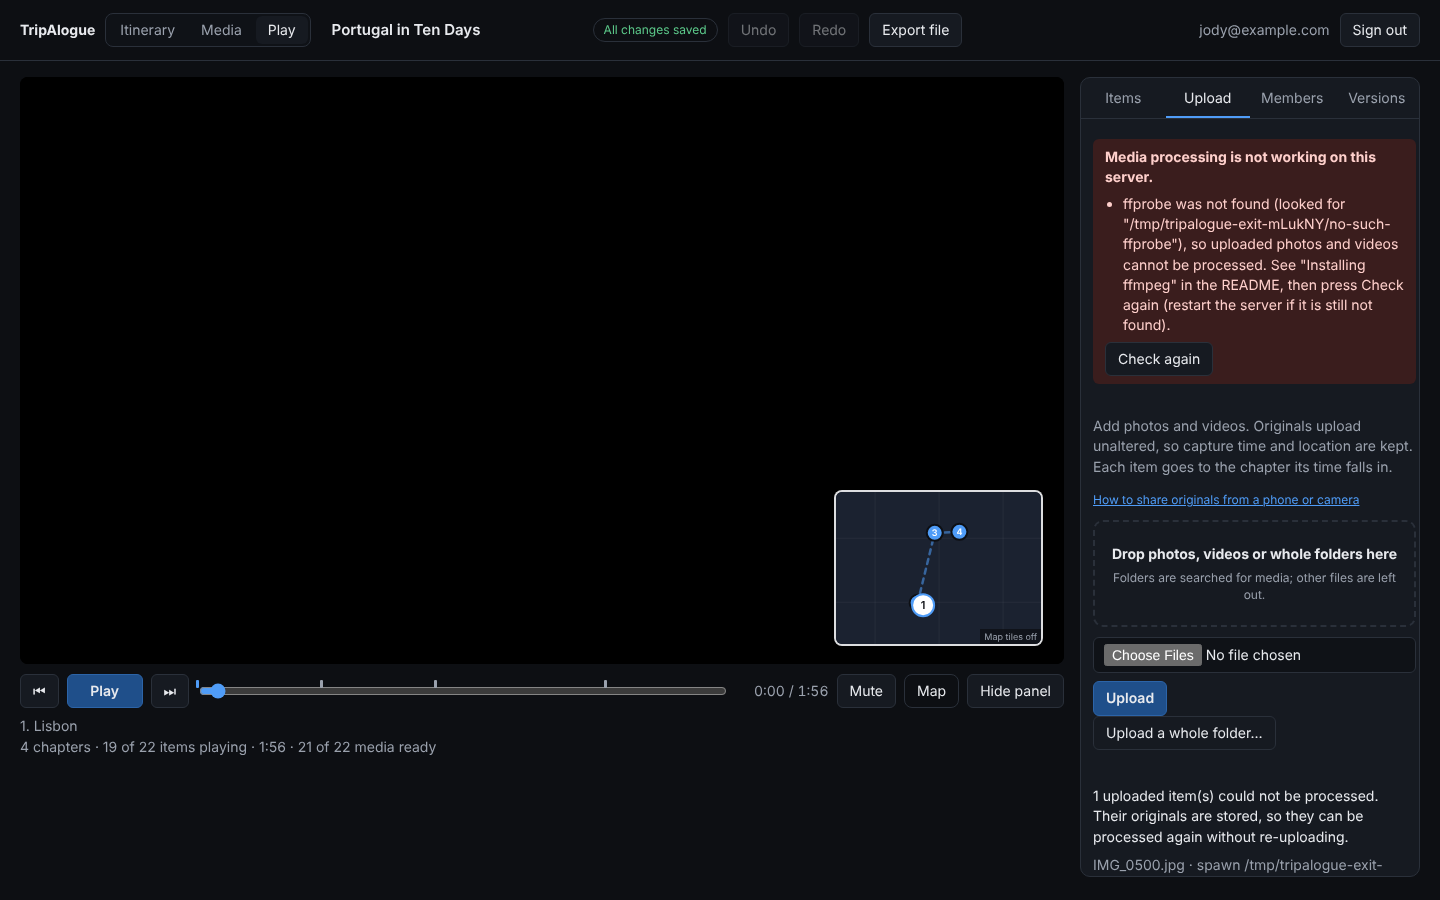 TripAlogue Itinerary Media Play Portugal in Ten Days All changes saved Undo Redo Export file jody@example.com Sign out
Items Upload Members Versions
Media processing is not working on this
server.
• ffprobe was not found (looked for
"/tmp/tripalogue-exit-mLukNY/no-such-
ffprobe"), so uploaded photos and videos
cannot be processed. See "Installing
ffmpeg" in the README, then press Check
again (restart the server if it is still not
found).
Check again
Add photos and videos. Originals upload
unaltered, so capture time and location are kept.
Each item goes to the chapter its time falls in.
How to share originals from a phone or camera
Drop photos, videos or whole folders here
Folders are searched for media; other files are left
out.
Choose Files No file chosen
Upload
Upload a whole folder...
1 uploaded item(s) could not be processed.
Their originals are stored, so they can be
processed again without re-uploading.
IMG_0500.jpg · spawn /tmp/tripalogue-exit-
3 4
1
Map tiles off
Play 0:00 / 1:56 Mute Map Hide panel
1. Lisbon
4 chapters · 19 of 22 items playing · 1:56 · 21 of 22 media ready